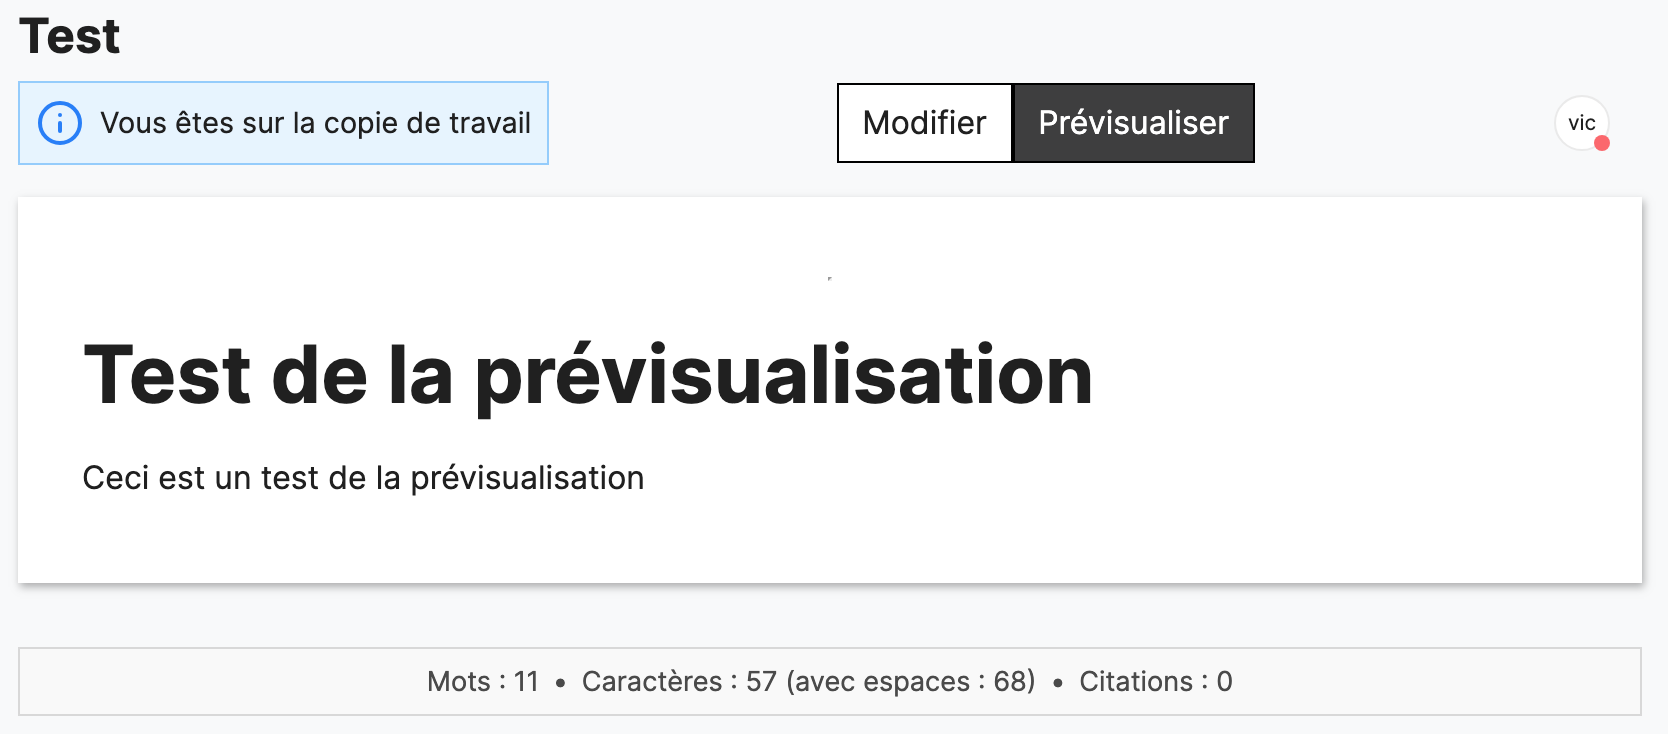 Test
Vous êtes sur la copie de travail
Modifier
Prévisualiser
vic
Test de la prévisualisation
Ceci est un test de la prévisualisation
Mots : 11 • Caractères : 57 (avec espaces : 68) • Citations : 0